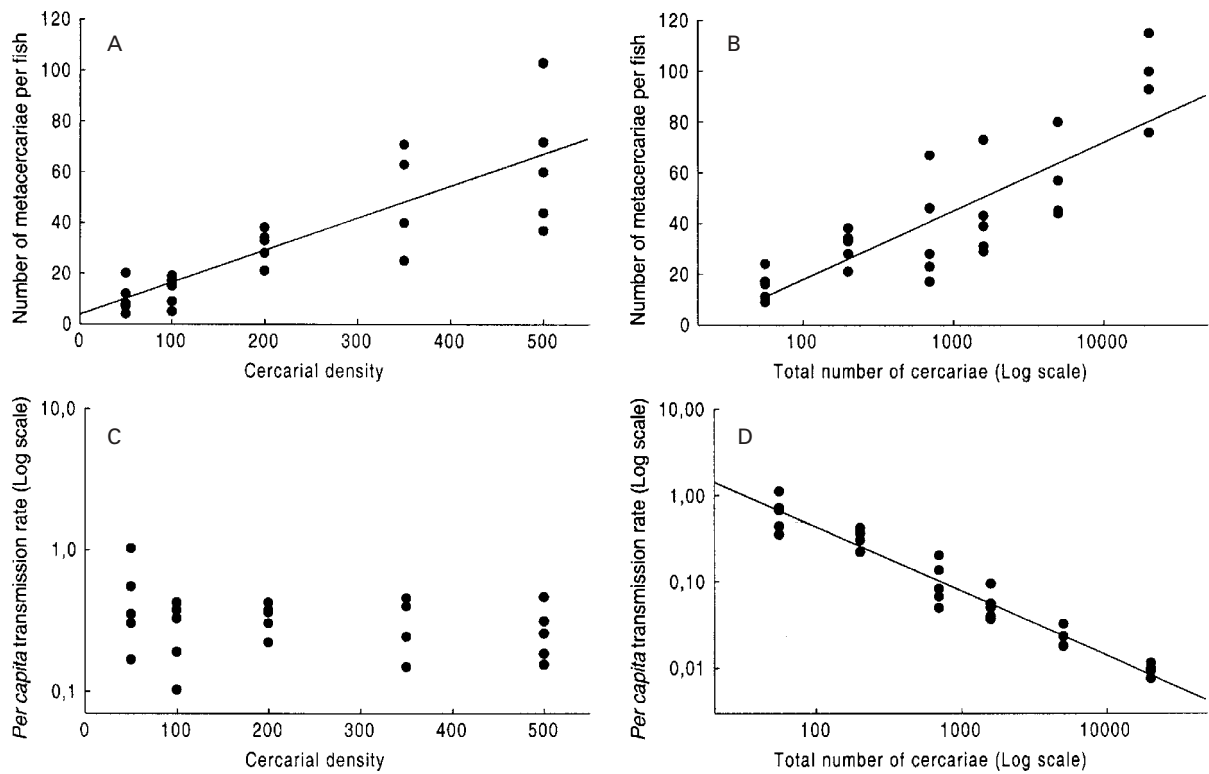 A
Number of metacercariae per fish
120
100
80
60
40
20
0
0 100 200 300 400 500
Cercarial density
B
Number of metacercariae per fish
120
100
80
60
40
20
0
100 1000 10000
Total number of cercariae (Log scale)
C
Per capita transmission rate (Log scale)
10,0
1,0
0,1
0 100 200 300 400 500
Cercarial density
D
Per capita transmission rate (Log scale)
10,00
1,00
0,10
0,01
100 1000 10000
Total number of cercariae (Log scale)